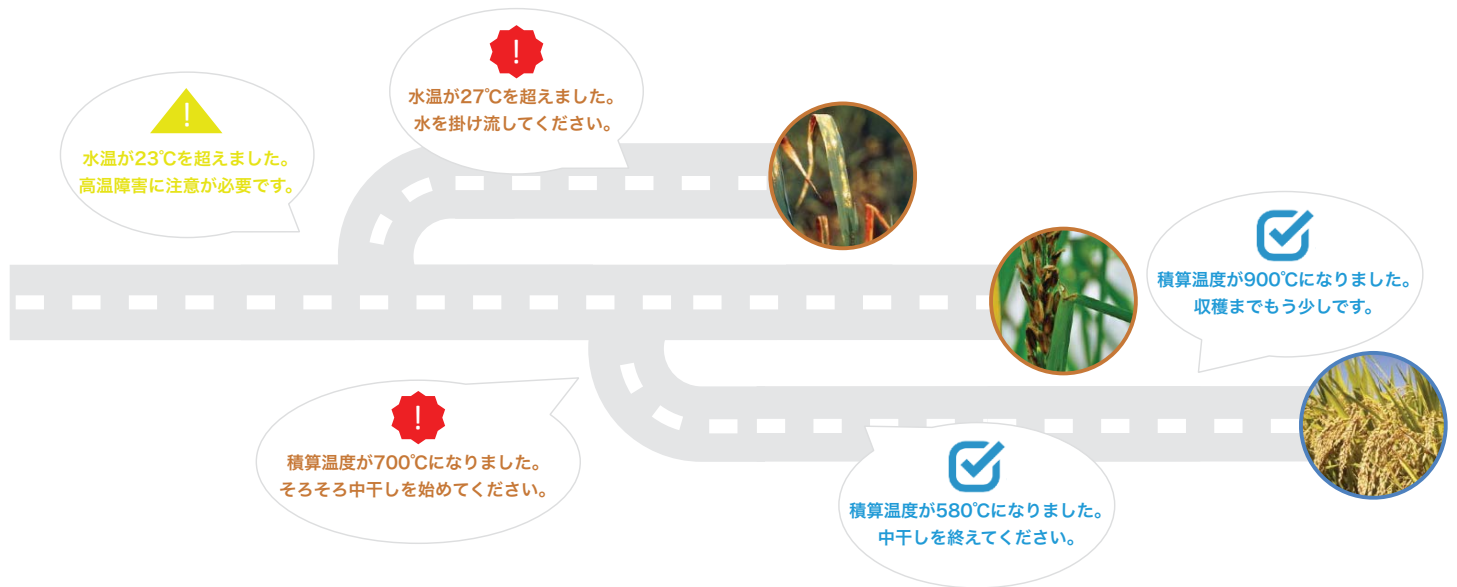 水温が23℃を超えました。
高温障害に注意が必要です。
水温が27℃を超えました。
水を掛け流してください。
積算温度が700℃になりました。
そろそろ中干しを始めてください。
積算温度が580℃になりました。
中干しを終えてください。
積算温度が900℃になりました。
収穫までもう少しです。